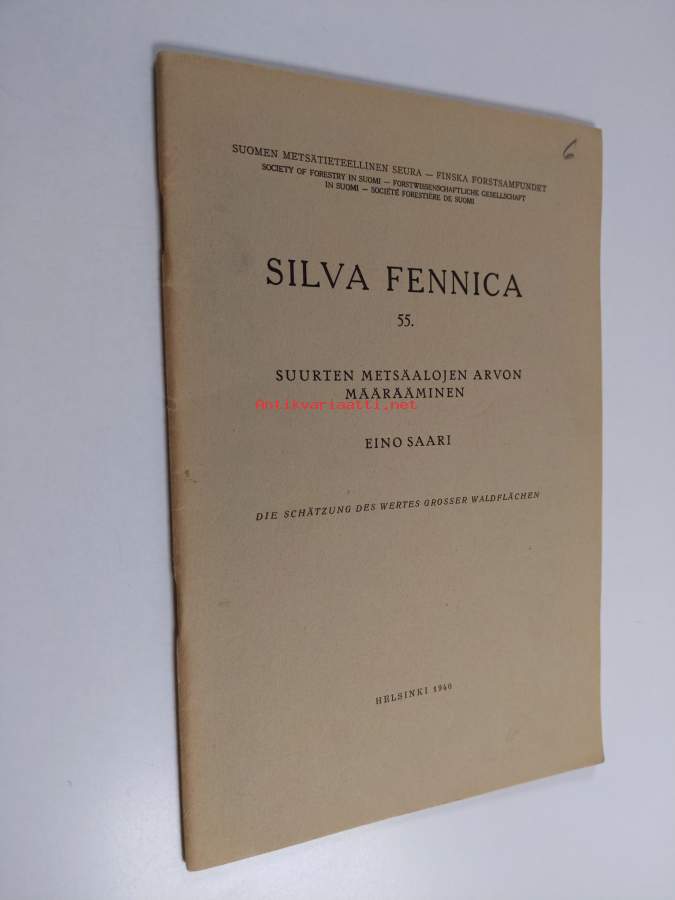 6
SUOMEN METSÄTIETEELLINEN SEURA — FINSKA FORSTSAMFUNDET
SOCIETY OF FORESTRY IN SUOMI — FORSTWISSENSCHAFTLICHE GESELLSCHAFT
IN SUOMI — SOCIÉTÉ FORESTIÈRE DE SUOMI
SILVA FENNICA
55.
SUURTEN METSÄALOJEN ARVON
MÄÄRÄÄMINEN
Antikvariaatti.net
EINO SAARI
DIE SCHÄTZUNG DES WERTES GROSSER WALDFLÄCHEN
HELSINKI 1940